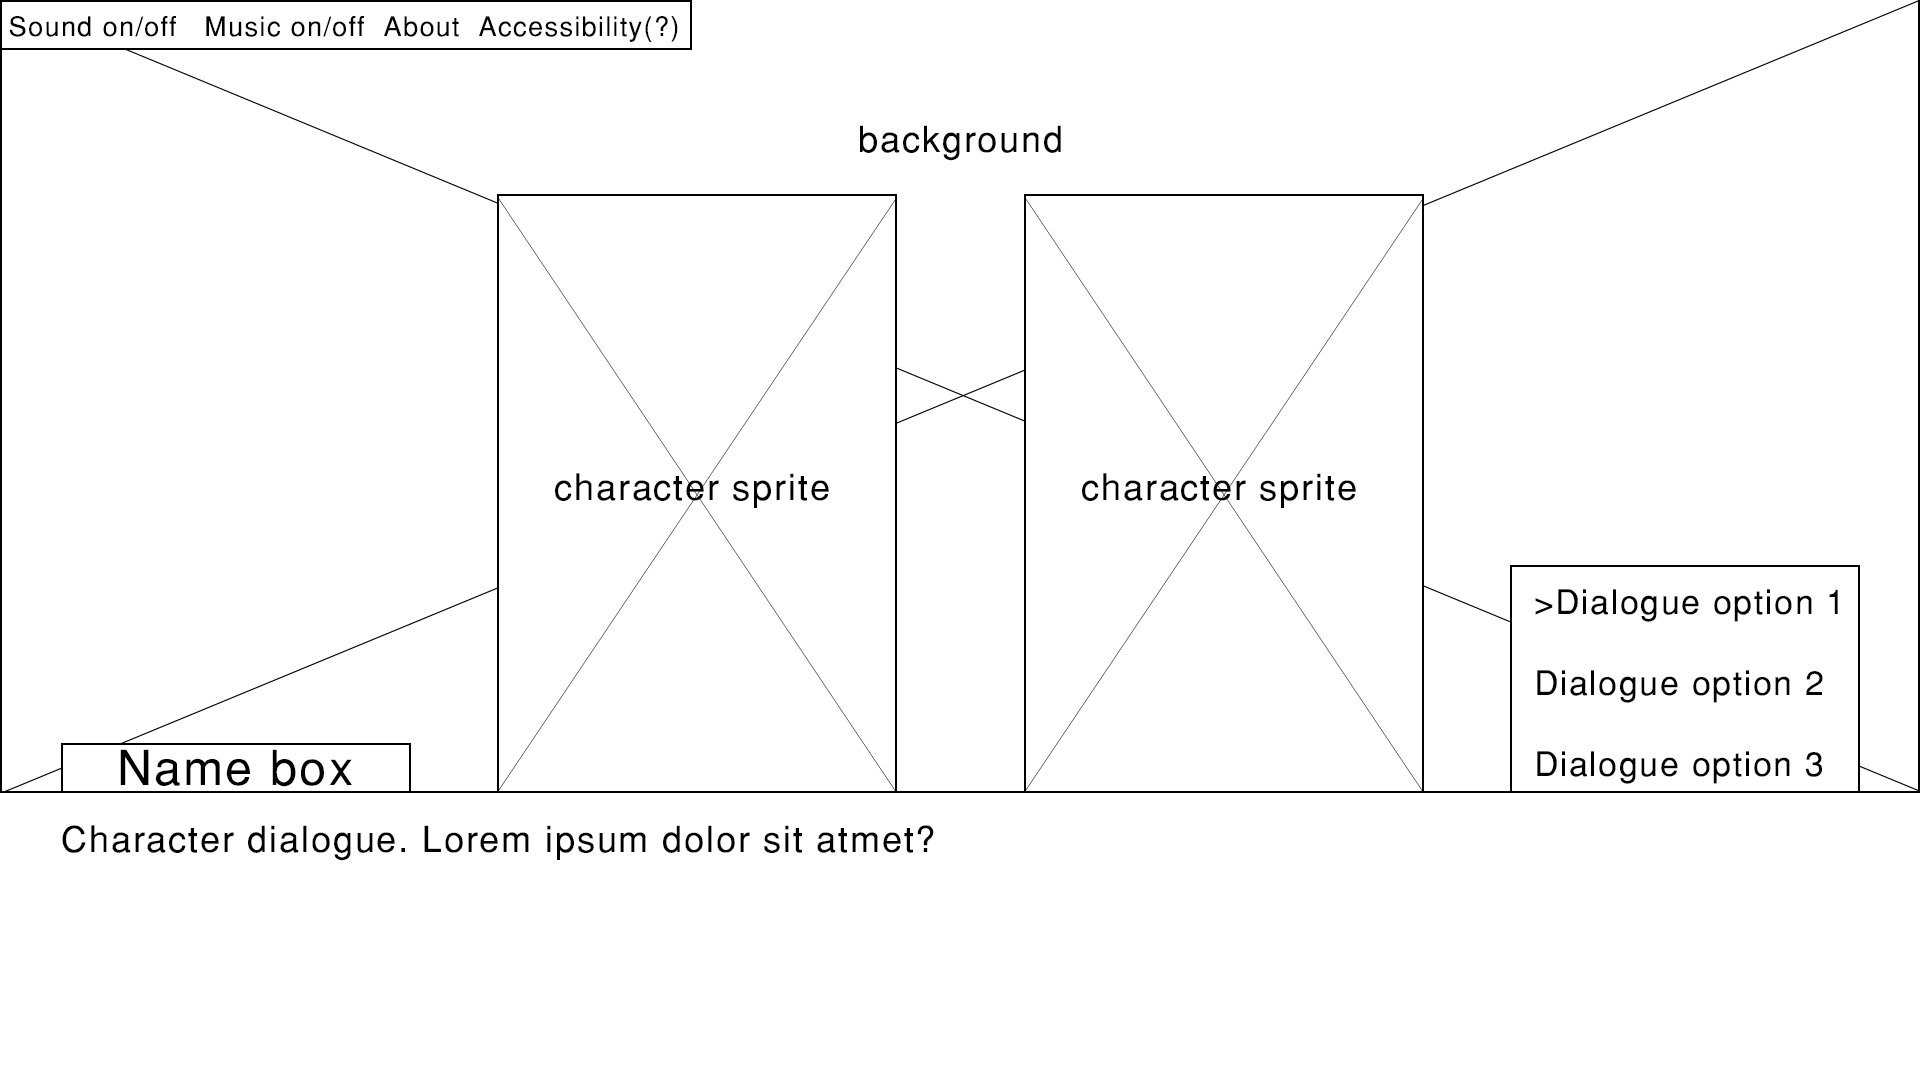 Sound on/off Music on/off About Accessibility(?)
background
character sprite
character sprite
>Dialogue option 1
Dialogue option 2
Dialogue option 3
Name box
Character dialogue. Lorem ipsum dolor sit atmet?